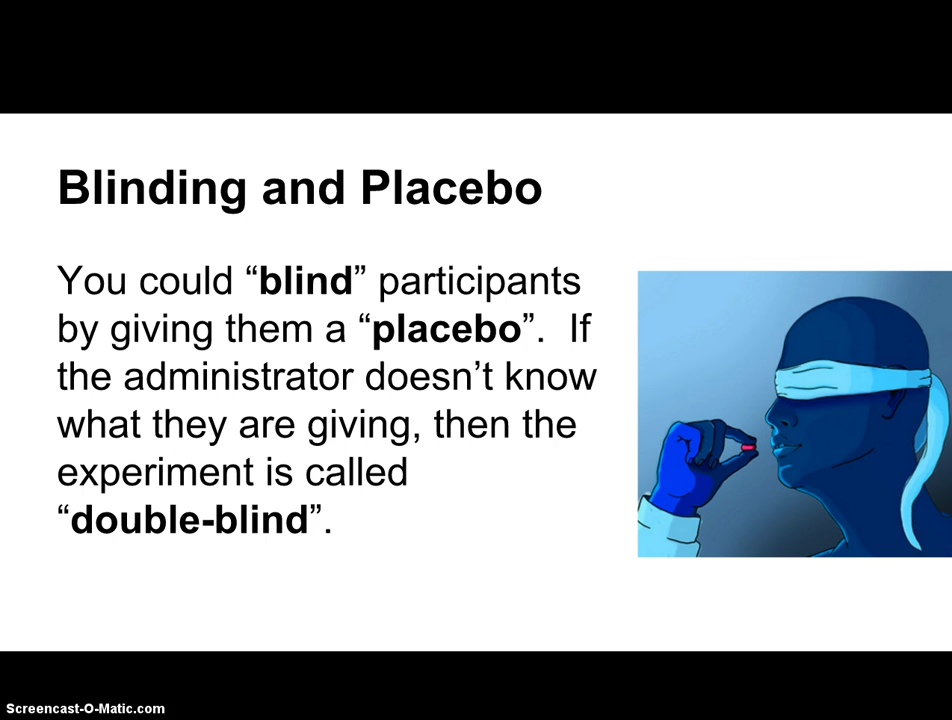 Blinding and Placebo
You could “blind” participants
by giving them a “placebo”.  If
the administrator doesn’t know
what they are giving, then the
experiment is called
“double-blind”.
Screencast-O-Matic.com